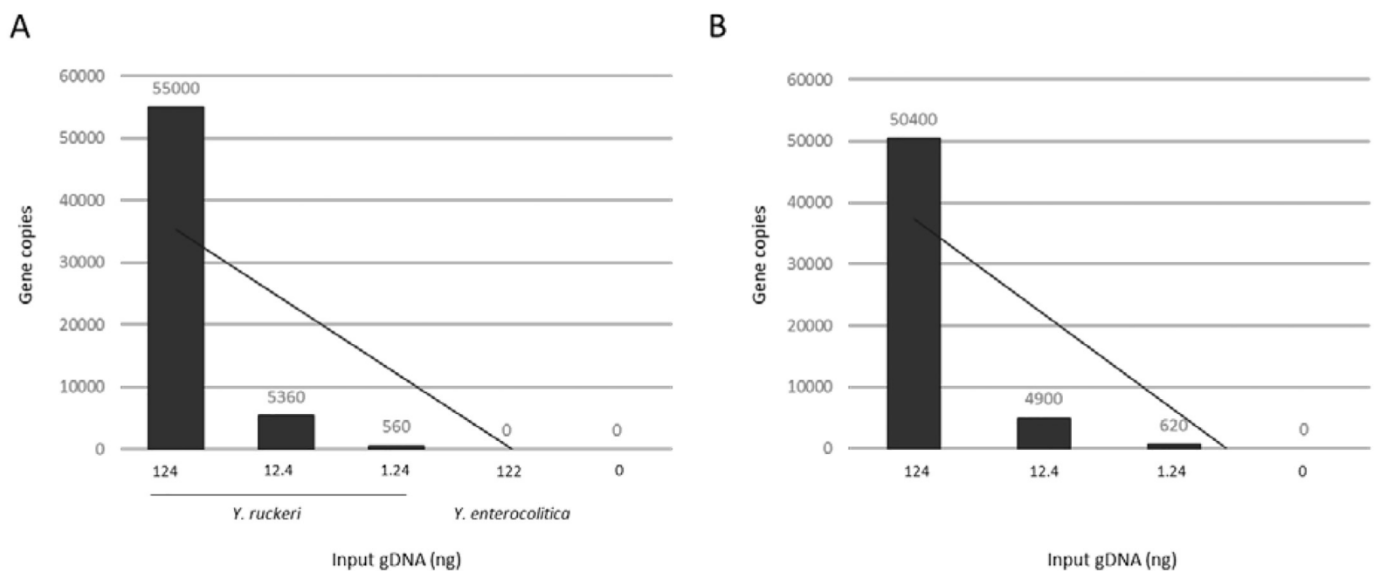 A
60000
55000
50000
40000
30000
20000
10000
0
Gene copies
5360
560
0
0
124 12.4 1.24 122 0
Y. ruckeri Y. enterocolitica
Input gDNA (ng)
B
60000
50400
50000
40000
30000
20000
10000
0
Gene copies
4900
620
0
124 12.4 1.24 0
Input gDNA (ng)